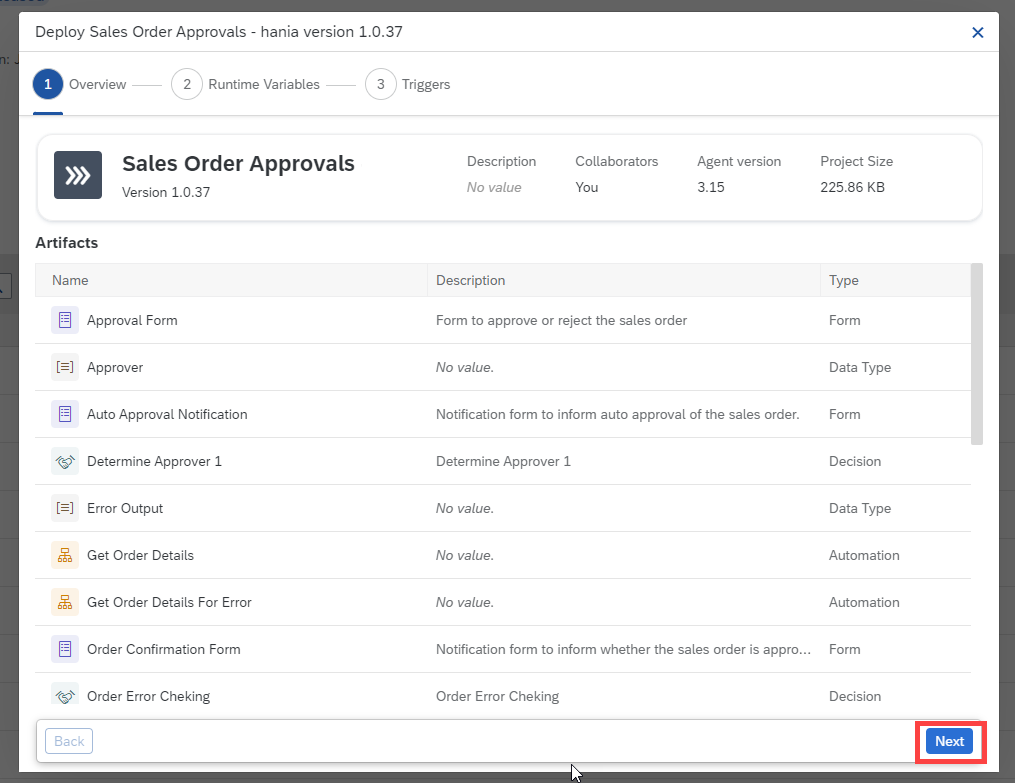 Deploy Sales Order Approvals - hania version 1.0.37
1 Overview 2 Runtime Variables 3 Triggers
Sales Order Approvals
Version 1.0.37
Description Collaborators Agent version Project Size
No value You 3.15 225.86 KB
Artifacts
Name Description Type
Approval Form Form to approve or reject the sales order Form
Approver No value. Data Type
Auto Approval Notification Notification form to inform auto approval of the sales order. Form
Determine Approver 1 Determine Approver 1 Decision
Error Output No value. Data Type
Get Order Details No value. Automation
Get Order Details For Error No value. Automation
Order Confirmation Form Notification form to inform whether the sales order is appro... Form
Order Error Cheking Order Error Cheking Decision
Back Next